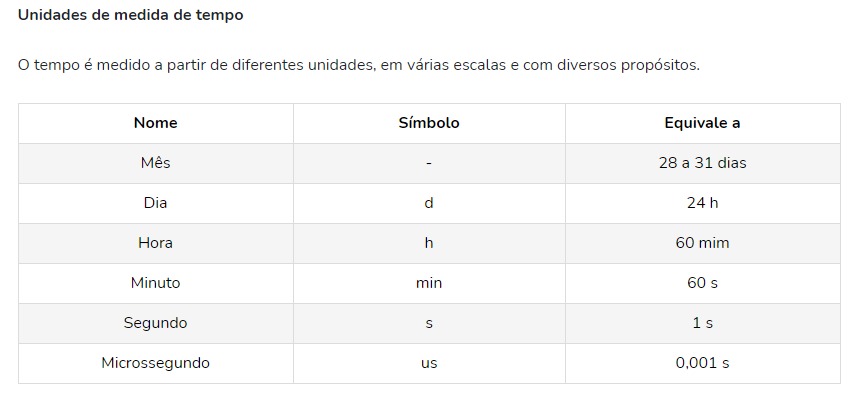 Unidades de medida de tempo
O tempo é medido a partir de diferentes unidades, em várias escalas e com diversos propósitos.
Nome Símbolo Equivale a
Mês - 28 a 31 dias
Dia d 24 h
Hora h 60 mim
Minuto min 60 s
Segundo s 1 s
Microssegundo us 0,001 s